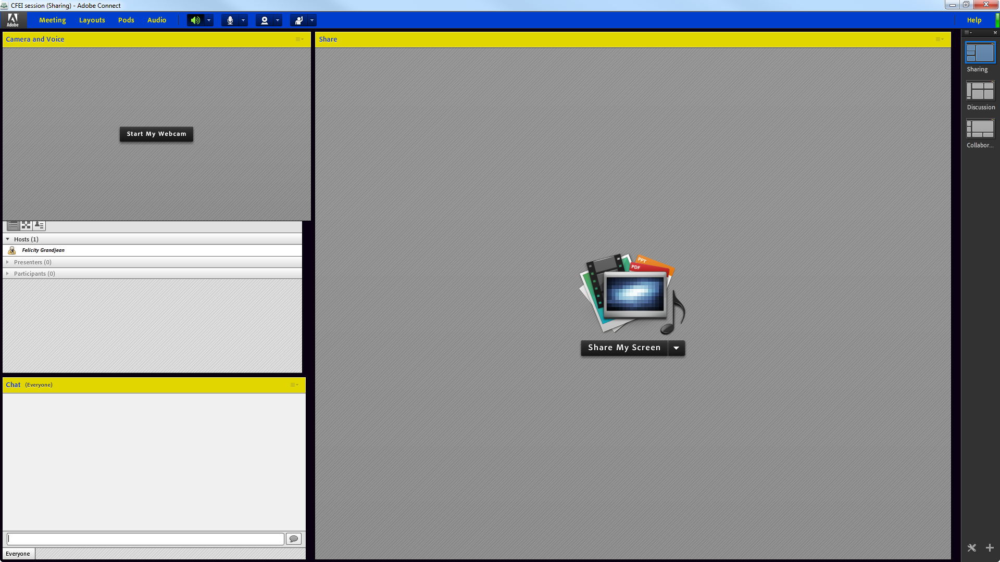 CFEI session (Sharing) - Adobe Connect
Adobe
Meeting
Layouts
Pods
Audio
Help
Camera and Voice
Start My Webcam
Hosts (1)
Felicity Grandjean
Presenters (0)
Participants (0)
Chat (Everyone)
Everyone
Share
PPT
PDF
Share My Screen
Sharing
Discussion
Collabor...